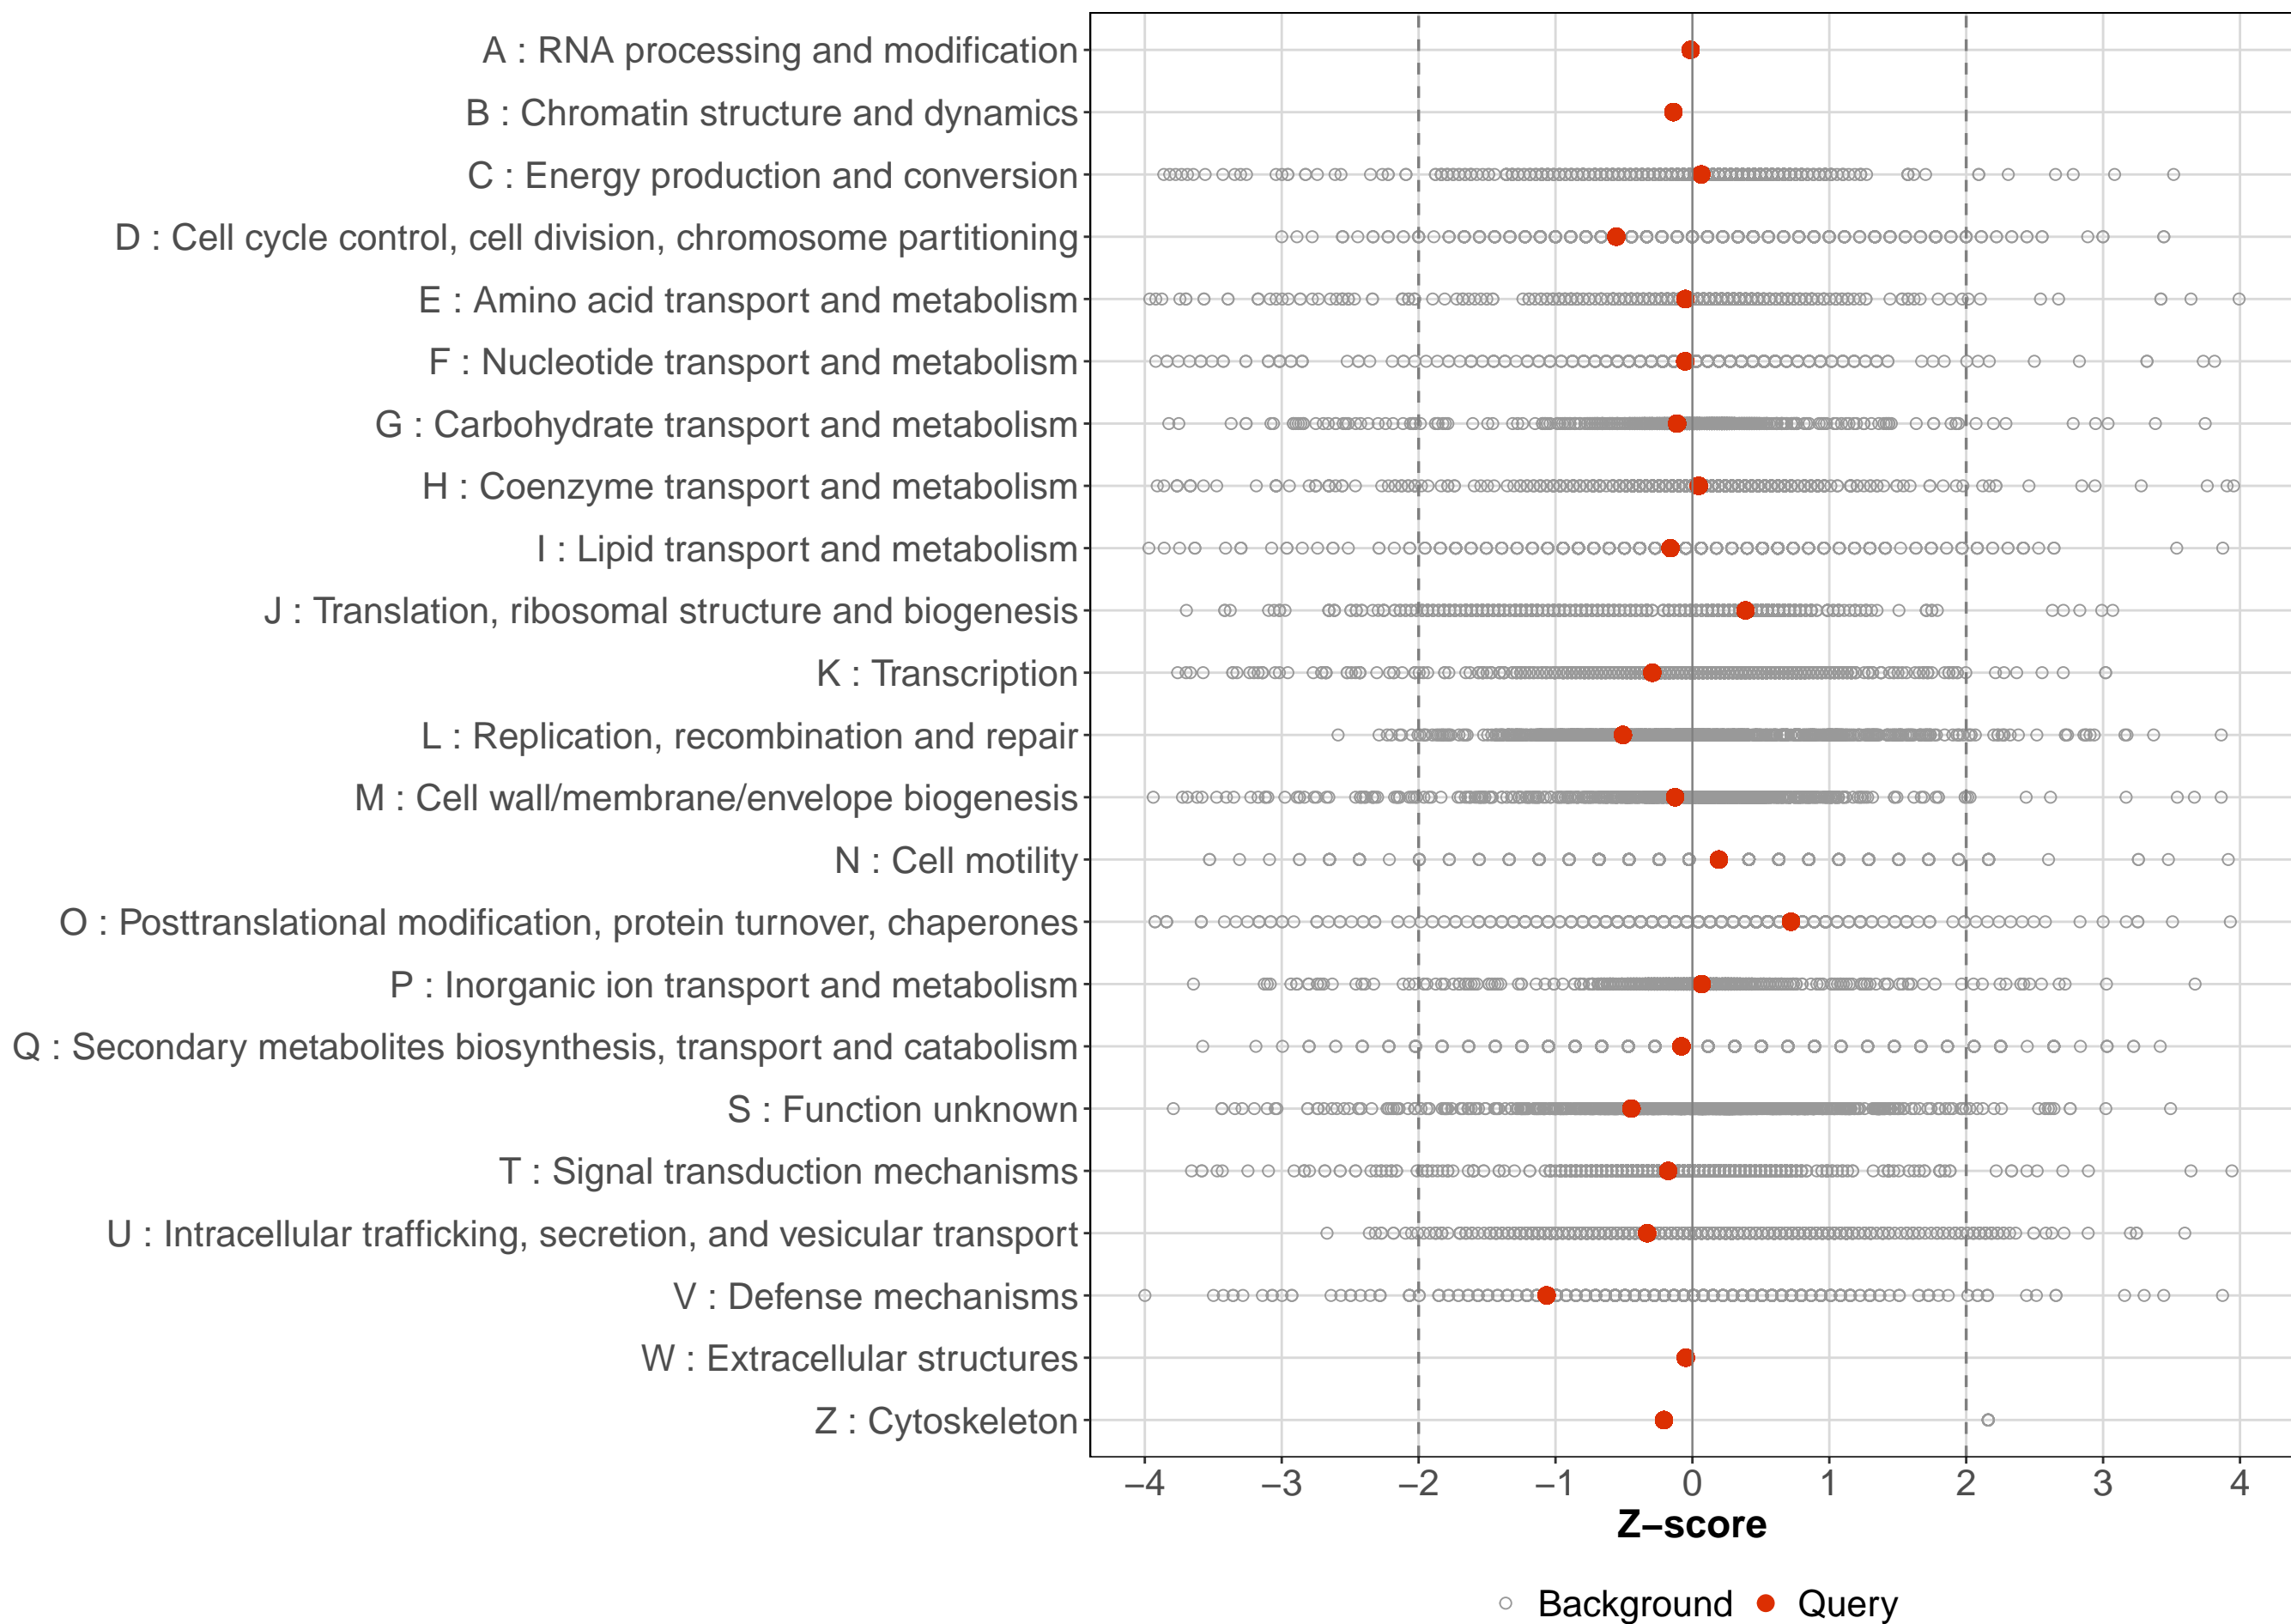 A : RNA processing and modification
B : Chromatin structure and dynamics
C : Energy production and conversion
D : Cell cycle control, cell division, chromosome partitioning
E : Amino acid transport and metabolism
F : Nucleotide transport and metabolism
G : Carbohydrate transport and metabolism
H : Coenzyme transport and metabolism
I : Lipid transport and metabolism
J : Translation, ribosomal structure and biogenesis
K : Transcription
L : Replication, recombination and repair
M : Cell wall/membrane/envelope biogenesis
N : Cell motility
O : Posttranslational modification, protein turnover, chaperones
P : Inorganic ion transport and metabolism
Q : Secondary metabolites biosynthesis, transport and catabolism
S : Function unknown
T : Signal transduction mechanisms
U : Intracellular trafficking, secretion, and vesicular transport
V : Defense mechanisms
W : Extracellular structures
Z : Cytoskeleton
−4 −3 −2 −1 0 1 2 3 4
Z−score
Background Query